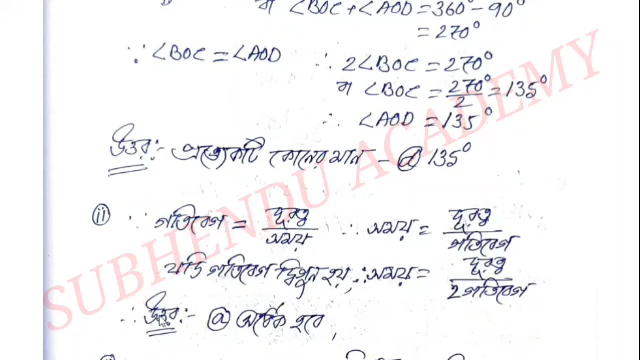 বা ∠BOC + ∠AOD = 360° - 90°
= 270°
∵ ∠BOC = ∠AOD ∴ 2∠BOC = 270°
বা ∠BOC = 270°/2 = 135°
∴ ∠AOD = 135°
উত্তর:- প্রত্যেকটি কোনের মান - ⓐ 135°
ⓘⓘ ∵ গতিবেগ = দূরত্ব/সময় ∴ সময় = দূরত্ব/গতিবেগ
যদি গতিবেগ দ্বিগুন হয়, ∴ সময় = দূরত্ব/2গতিবেগ
∴ উত্তর:- ⓐ অর্ধেক হবে,
SUBHENDU ACADEMY